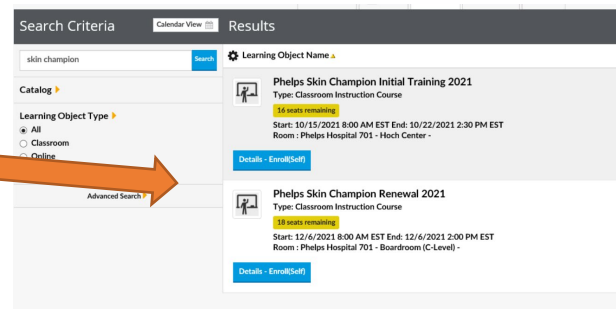 Search Criteria
Calendar View
skin champion
Search
Catalog
Learning Object Type
All
Classroom
Online
Advanced Search
Results
Learning Object Name
Phelps Skin Champion Initial Training 2021
Type: Classroom Instruction Course
16 seats remaining
Start: 10/15/2021 8:00 AM EST End: 10/22/2021 2:30 PM EST
Room : Phelps Hospital 701 - Hoch Center -
Details - Enroll(Self)
Phelps Skin Champion Renewal 2021
Type: Classroom Instruction Course
18 seats remaining
Start: 12/6/2021 8:00 AM EST End: 12/6/2021 2:00 PM EST
Room : Phelps Hospital 701 - Boardroom (C-Level) -
Details - Enroll(Self)